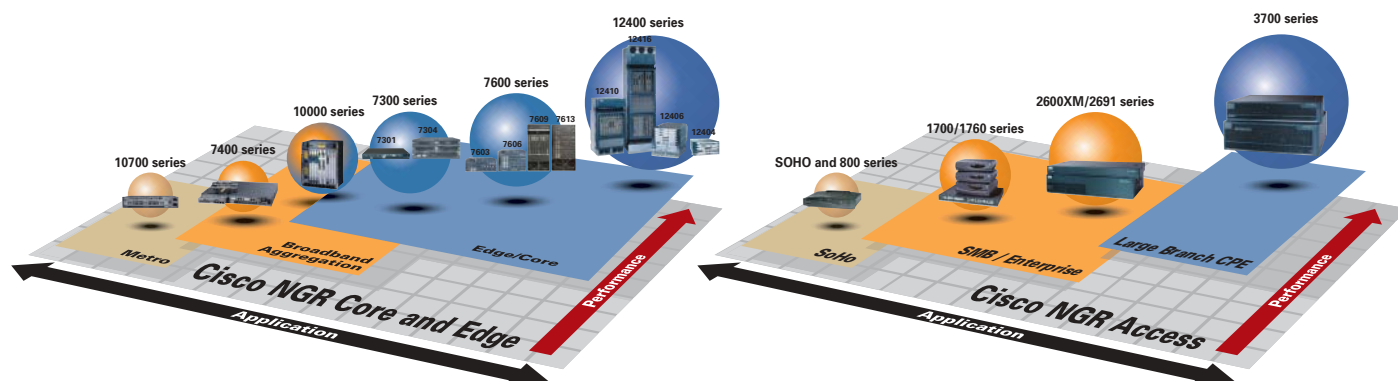 12400 series
12416
12410
12406
12404
7600 series
7609
7613
7603
7606
7300 series
7301
7304
10000 series
7400 series
10700 series
Metro
Broadband
Aggregation
Edge/Core
Cisco NGR Core and Edge
Application
Performance
3700 series
2600XM/2691 series
1700/1760 series
SOHO and 800 series
SoHo
SMB / Enterprise
Large Branch CPE
Cisco NGR Access
Application
Performance